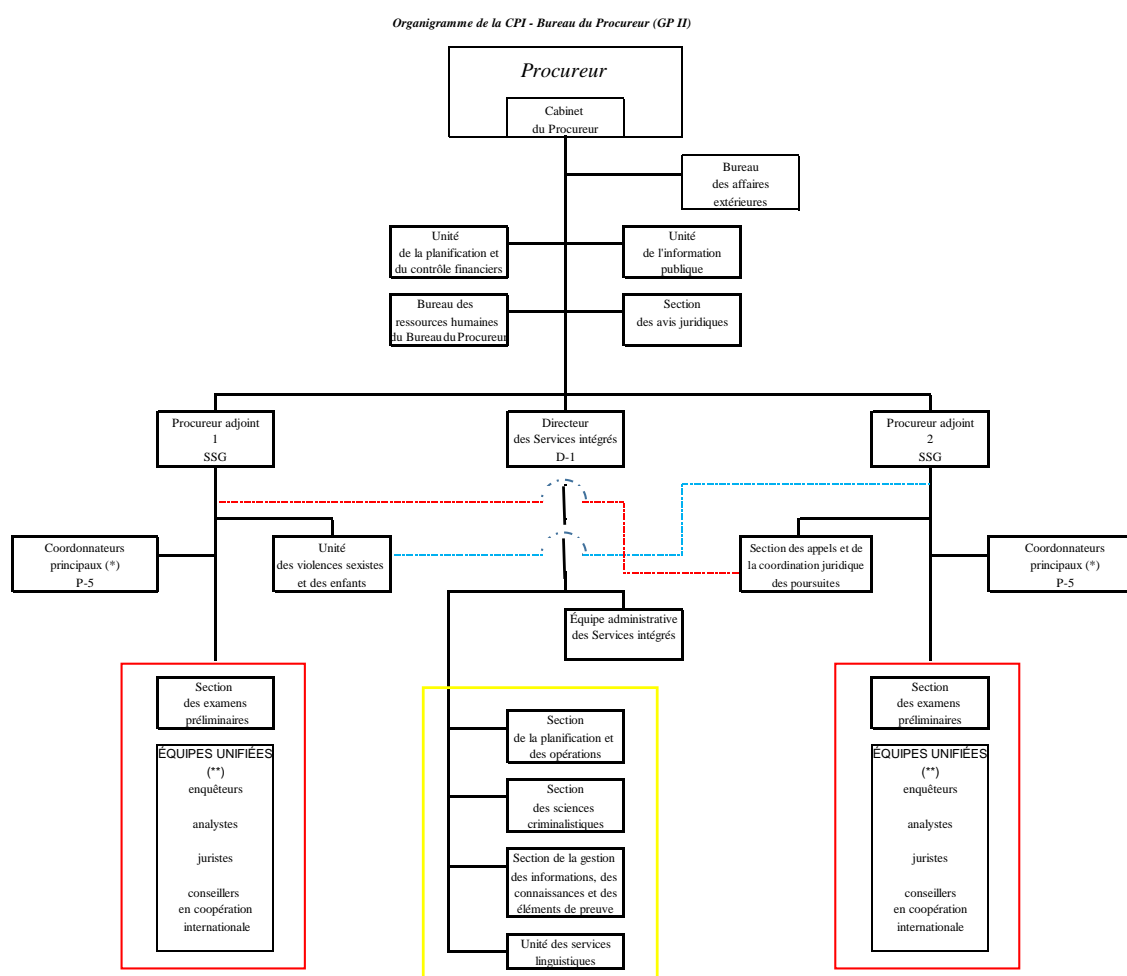 Organigramme de la CPI - Bureau du Procureur (GP II)
Procureur
Cabinet
du Procureur
Bureau
des affaires
extérieures
Unité
de la planification et
du contrôle financiers
Unité
de l'information
publique
Bureau des
ressources humaines
du Bureau du Procureur
Section
des avis juridiques
Procureur adjoint
1
SSG
Directeur
des Services intégrés
D-1
Procureur adjoint
2
SSG
Coordonnateurs
principaux (*)
P-5
Unité
des violences sexistes
et des enfants
Section des appels et de
la coordination juridique
des poursuites
Coordonnateurs
principaux (*)
P-5
Équipe administrative
des Services intégrés
Section
des examens
préliminaires
ÉQUIPES UNIFIÉES
(**)
enquêteurs
analystes
juristes
conseillers
en coopération
internationale
Section
de la planification et
des opérations
Section
des sciences
criminalistiques
Section de la gestion
des informations, des
connaissances et des
éléments de preuve
Unité des services
linguistiques
Section
des examens
préliminaires
ÉQUIPES UNIFIÉES
(**)
enquêteurs
analystes
juristes
conseillers
en coopération
internationale